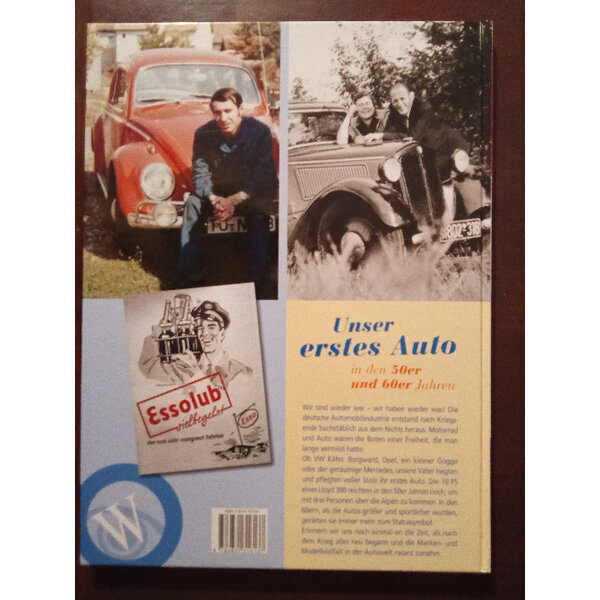 Unser
erstes Auto
in den 50er
und 60er Jahren
Wir sind wieder wer – wir haben wieder was! Die
deutsche Automobilindustrie entstand nach Kriegs-
ende buchstäblich aus dem Nichts heraus. Motorrad
und Auto waren die Boten einer Freiheit, die man
lange vermisst hatte.
Ob VW Käfer, Borgward, Opel, ein kleiner Goggo
oder der geräumige Mercedes, unsere Väter hegten
und pflegten voller Stolz ihr erstes Auto. Die 10 PS
eines Lloyd 300 reichten in den 50er Jahren noch, um
mit drei Personen über die Alpen zu kommen. In den
60ern, als die Autos größer und sportlicher wurden,
gerieten sie immer mehr zum Statussymbol.
Erinnern wir uns noch einmal an die Zeit, als nach
dem Krieg alles neu begann und die Marken- und
Modellvielfalt in der Autowelt rasant zunahm.
Essolub
vielbegehrt
aber noch nicht unbegrenzt lieferbar
Esso
W